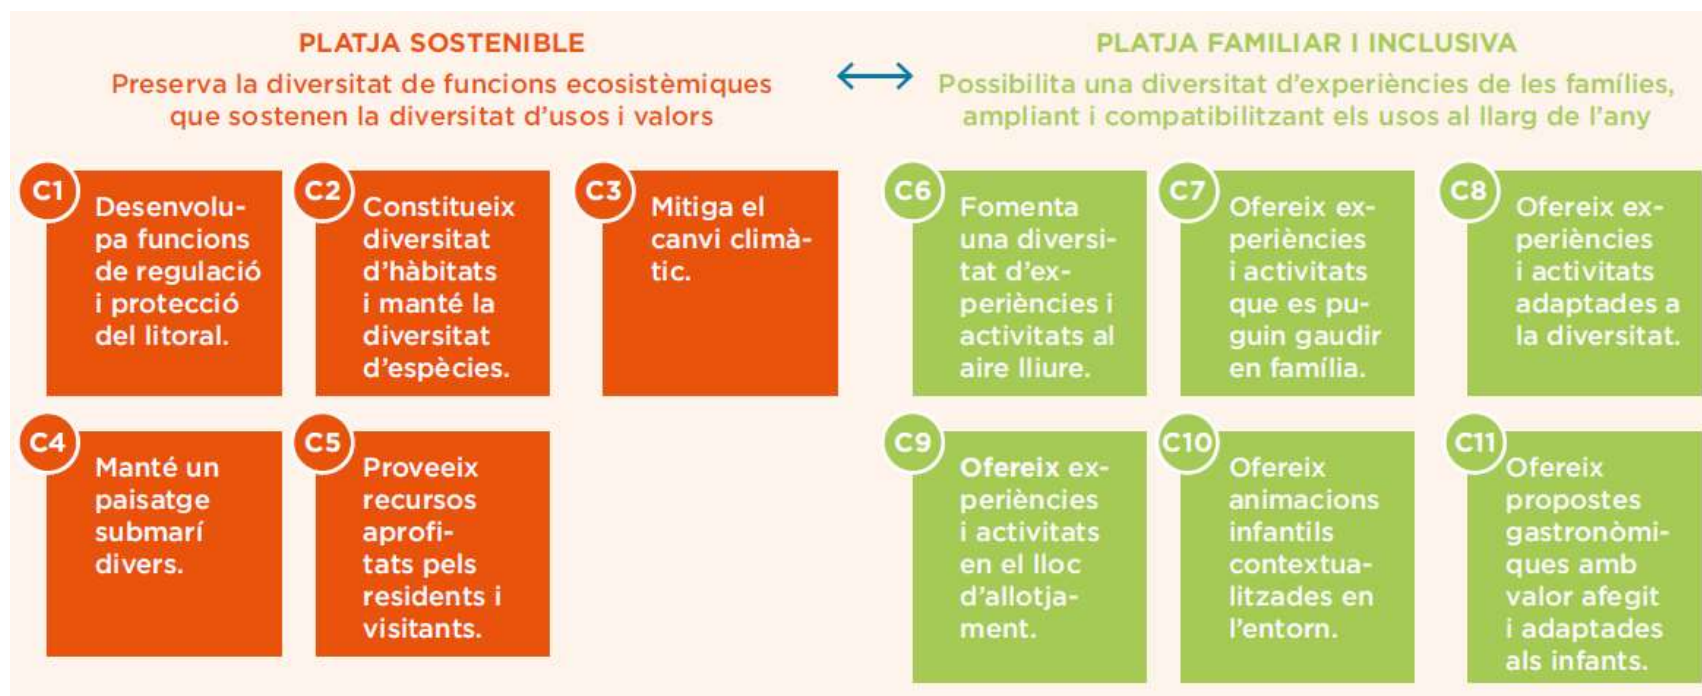 PLATJA SOSTENIBLE
Preserva la diversitat de funcions ecosistèmiques
que sostenen la diversitat d'usos i valors
PLATJA FAMILIAR I INCLUSIVA
Possibilita una diversitat d'experiències de les famílies,
ampliant i compatibilitzant els usos al llarg de l'any
C1
Desenvolu-
pa funcions
de regulació
i protecció
del litoral.
C2
Constitueix
diversitat
d'hàbitats
i manté la
diversitat
d'espècies.
C3
Mitiga el
canvi climà-
tic.
C4
Manté un
paisatge
submarí
divers.
C5
Proveeix
recursos
aprofi-
tats pels
residents i
visitants.
C6
Fomenta
una diversi-
tat d'ex-
periències i
activitats al
aire lliure.
C7
Ofereix ex-
periències
i activitats
que es pu-
guin gaudir
en família.
C8
Ofereix ex-
periències
i activitats
adaptades a
la diversitat.
C9
Ofereix ex-
periències
i activitats
en el lloc
d'allotja-
ment.
C10
Ofereix
animacions
infantils
contextua-
litzades en
l'entorn.
C11
Ofereix
propostes
gastronòmi-
ques amb
valor afegit
i adaptades
als infants.